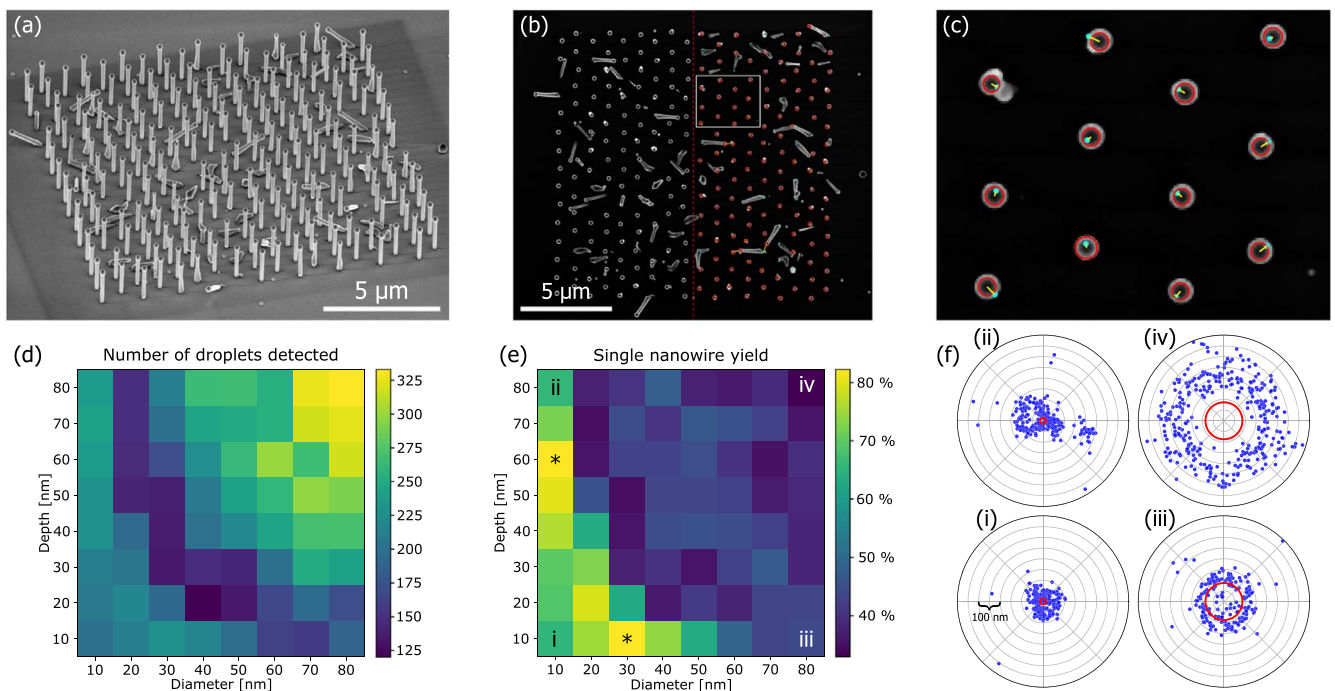 (a)
5 μm
(b)
5 μm
(c)
(d)
Number of droplets detected
Depth [nm]
80
70
60
50
40
30
20
10
10 20 30 40 50 60 70 80
Diameter [nm]
325
300
275
250
225
200
175
150
125
(e)
Single nanowire yield
Depth [nm]
80
70
60
50
40
30
20
10
ii
iv
*
i
*
iii
10 20 30 40 50 60 70 80
Diameter [nm]
80 %
70 %
60 %
50 %
40 %
(f)
(ii)
(iv)
(i)
100 nm
(iii)